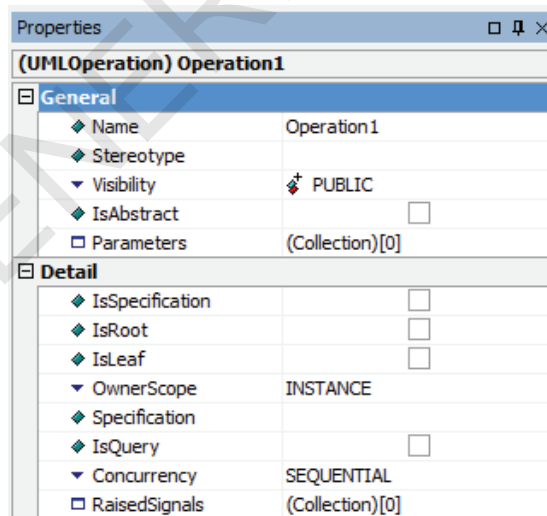 Properties
(UMLOperation) Operation1
General
Name Operation1
Stereotype
Visibility PUBLIC
IsAbstract
Parameters (Collection)[0]
Detail
IsSpecification
IsRoot
IsLeaf
OwnerScope INSTANCE
Specification
IsQuery
Concurrency SEQUENTIAL
RaisedSignals (Collection)[0]